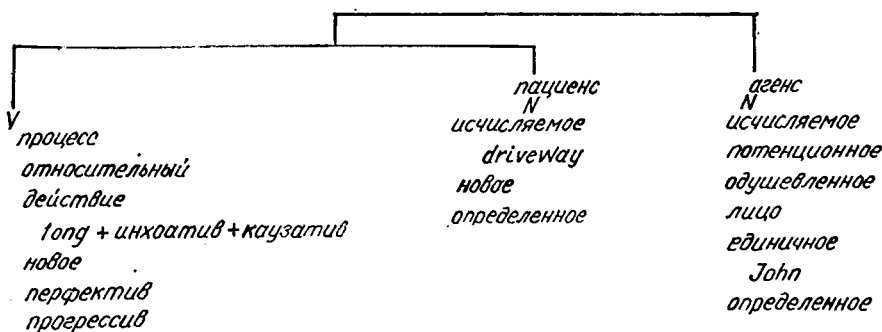 пациенс
агенс
V
N
N
процесс
относительный
действие
long + инхоатив + каузатив
новое
перфектив
прогрессив
исчисляемое
driveway
новое
определенное
исчисляемое
потенционное
одушевленное
лицо
единичное
John
определенное